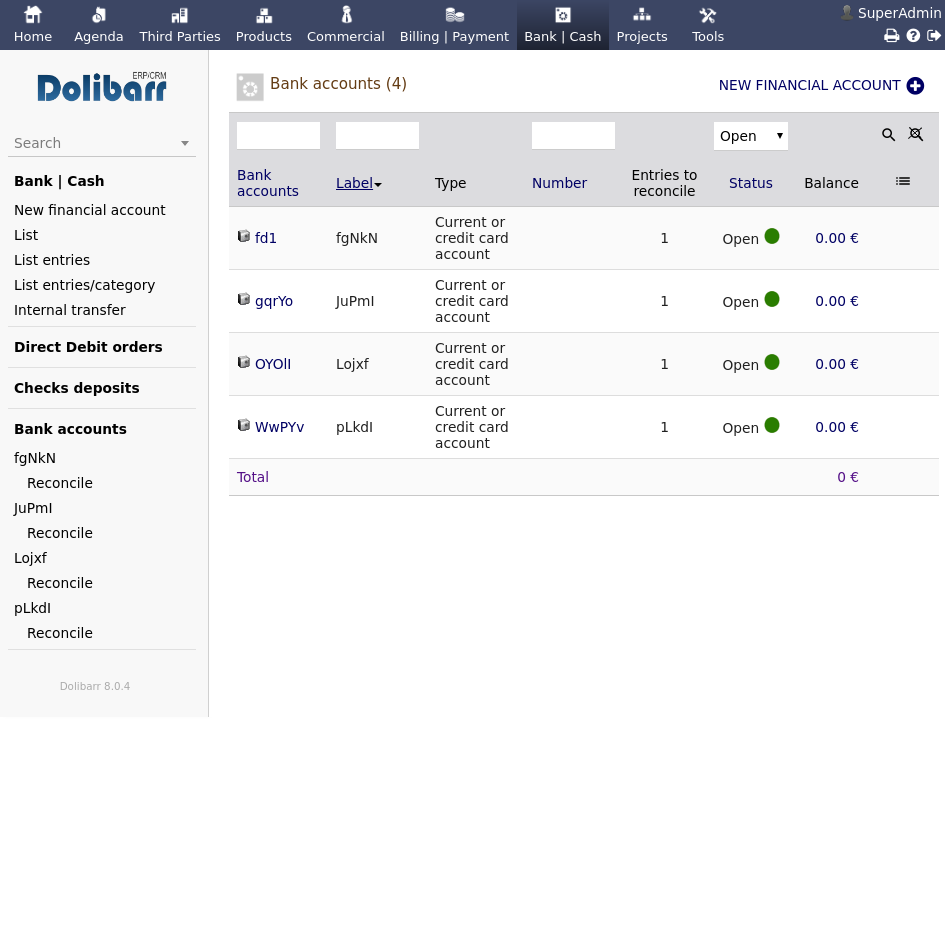 Home
Agenda
Third Parties
Products
Commercial
Billing | Payment
Bank | Cash
Projects
Tools
SuperAdmin
Dolibarr ERP/CRM
Search
Bank | Cash
New financial account
List
List entries
List entries/category
Internal transfer
Direct Debit orders
Checks deposits
Bank accounts
fgNkN
Reconcile
JuPmI
Reconcile
Lojxf
Reconcile
pLkdI
Reconcile
Dolibarr 8.0.4
Bank accounts (4)
NEW FINANCIAL ACCOUNT
Open
Bank accounts
Label
Type
Number
Entries to reconcile
Status
Balance
fd1 fgNkN Current or credit card account 1 Open 0.00 €
gqrYo JuPmI Current or credit card account 1 Open 0.00 €
OYOlI Lojxf Current or credit card account 1 Open 0.00 €
WwPYv pLkdI Current or credit card account 1 Open 0.00 €
Total 0 €